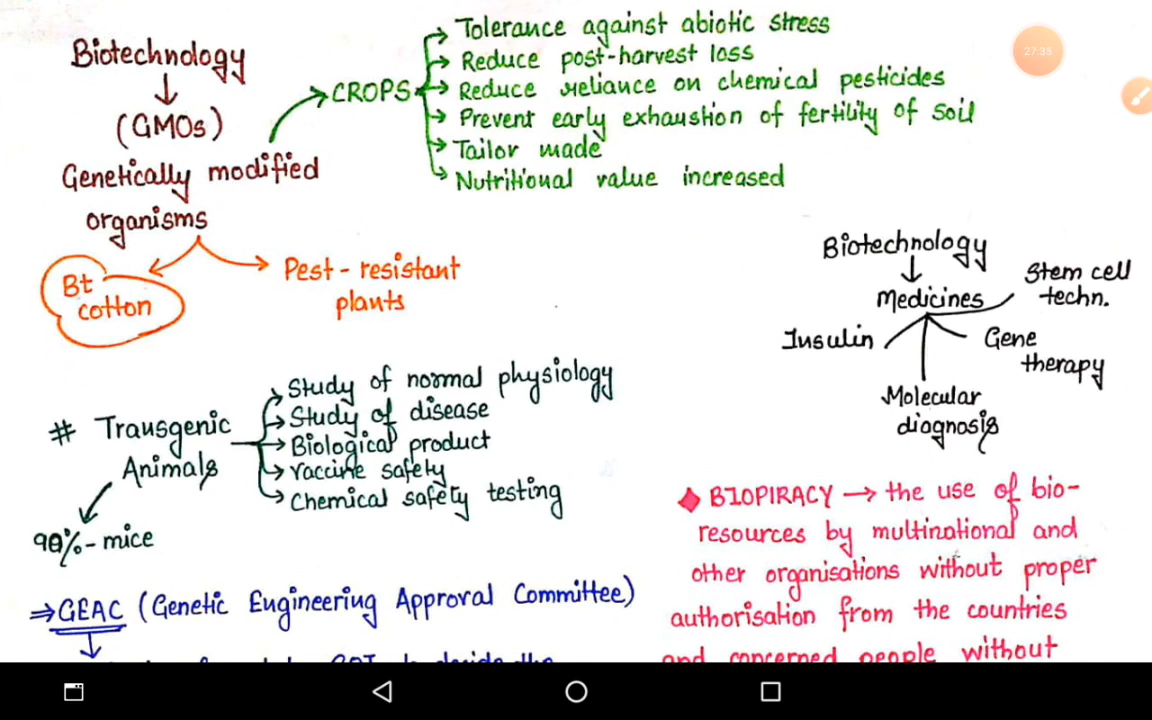 Biotechnology
(GMOs)
Genetically modified
organisms
CROPS
Tolerance against abiotic stress
Reduce post-harvest loss
Reduce reliance on chemical pesticides
Prevent early exhaustion of fertility of soil
Tailor made
Nutritional value increased
27:35
Bt
cotton
Pest-resistant
plants
Biotechnology
Medicines
Stem cell
techn.
Insulin
Gene
therapy
Molecular
diagnosis
# Transgenic
Animals
Study of normal physiology
Study of disease
Biological product
Vaccine safety
Chemical safety testing
90%-mice
⇒GEAC (Genetic Engineering Approval Committee)
◆ BIOPIRACY → the use of bio-
resources by multinational and
other organisations without proper
authorisation from the countries
and concerned people without